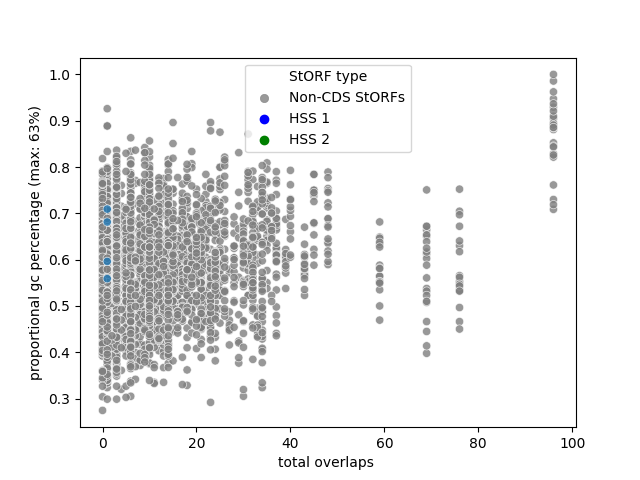 StORF type
Non-CDS StORFs
HSS 1
HSS 2
1.0
0.9
0.8
0.7
0.6
0.5
0.4
0.3
proportional gc percentage (max: 63%)
0 20 40 60 80 100
total overlaps